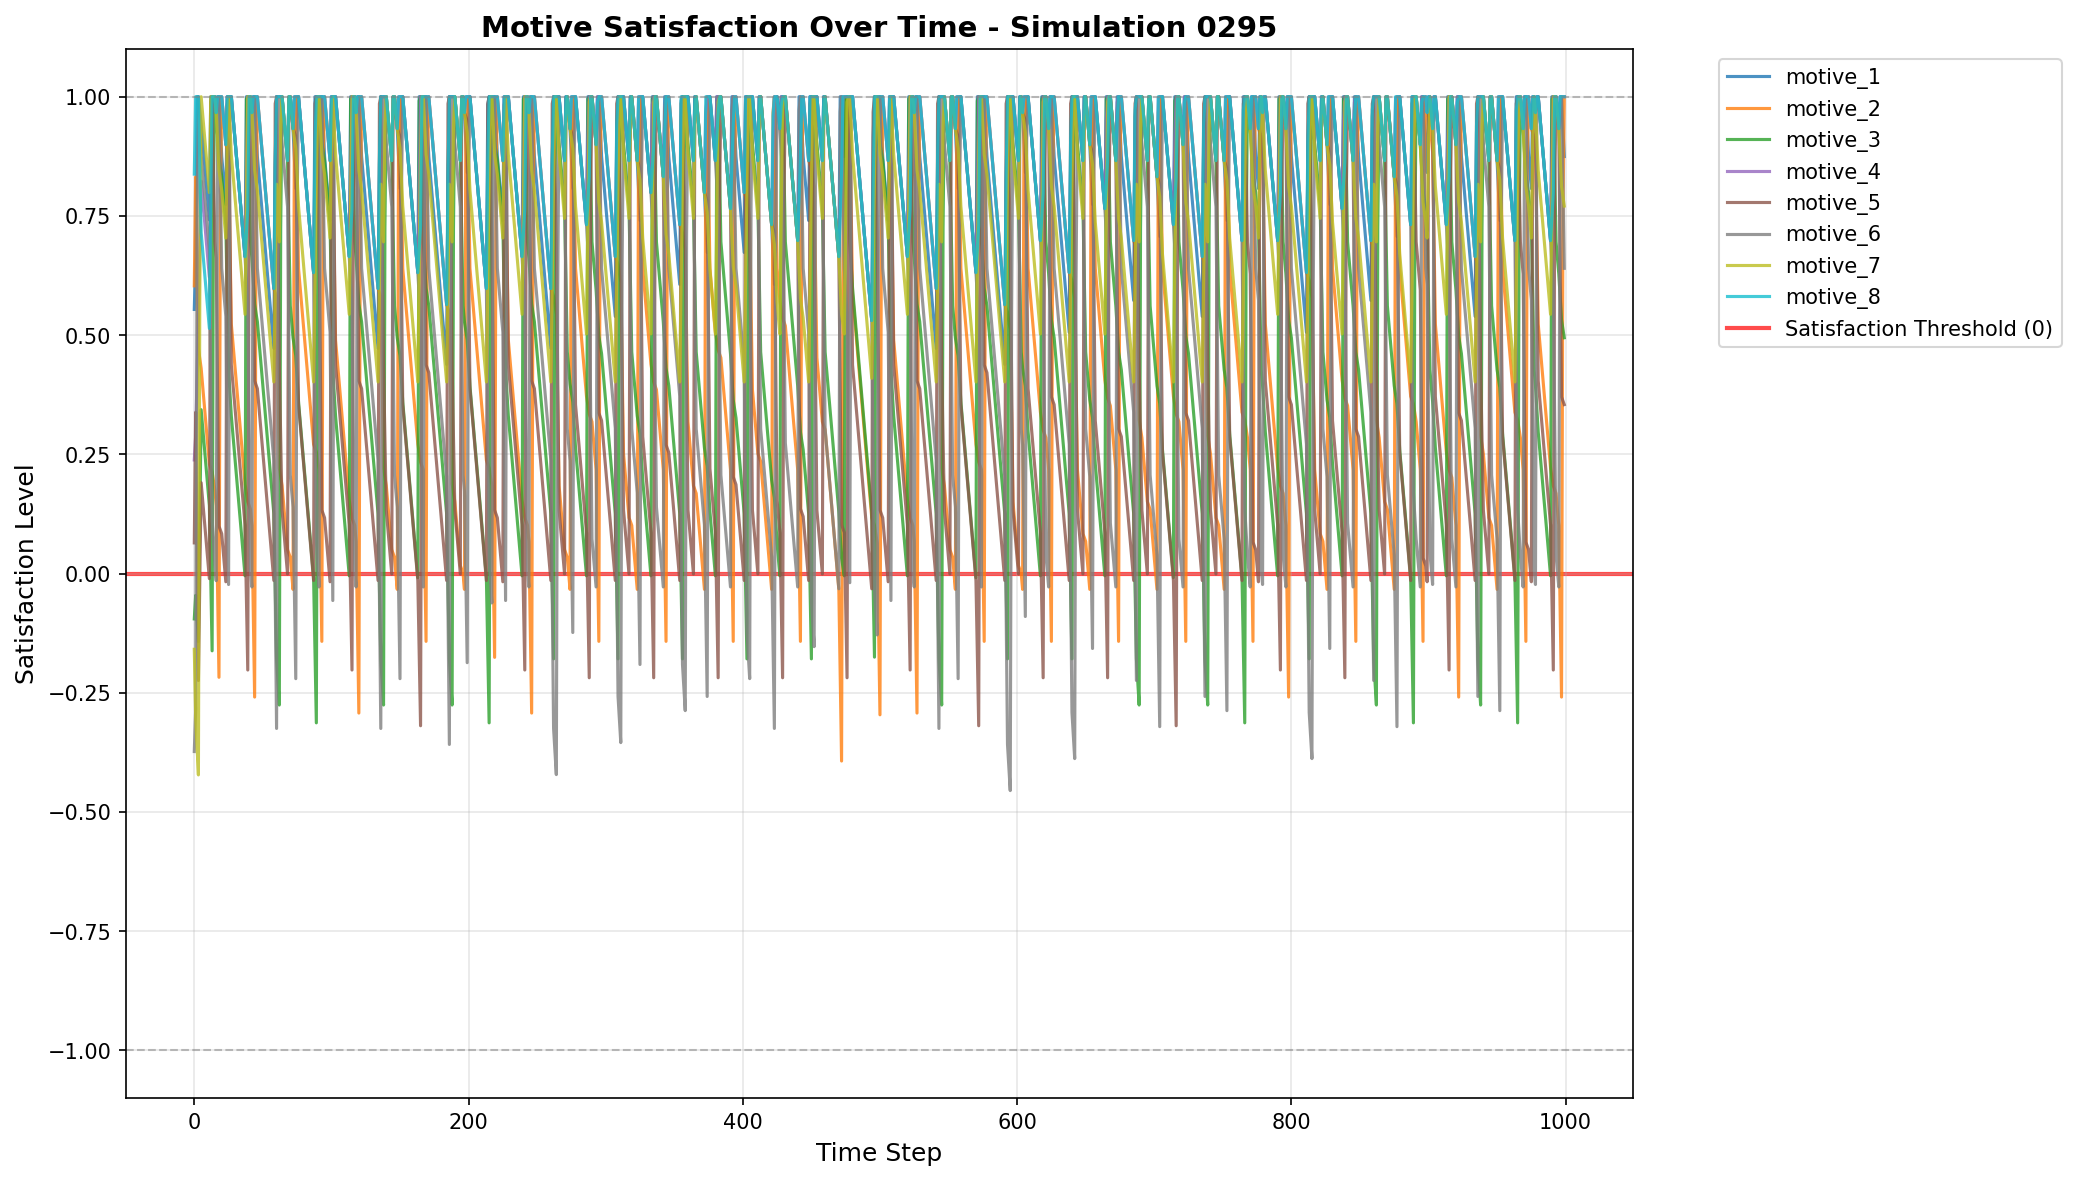 Motive Satisfaction Over Time - Simulation 0295
1.00
0.75
0.50
0.25
0.00
−0.25
−0.50
−0.75
−1.00
Satisfaction Level
0
200
400
600
800
1000
Time Step
motive_1
motive_2
motive_3
motive_4
motive_5
motive_6
motive_7
motive_8
Satisfaction Threshold (0)